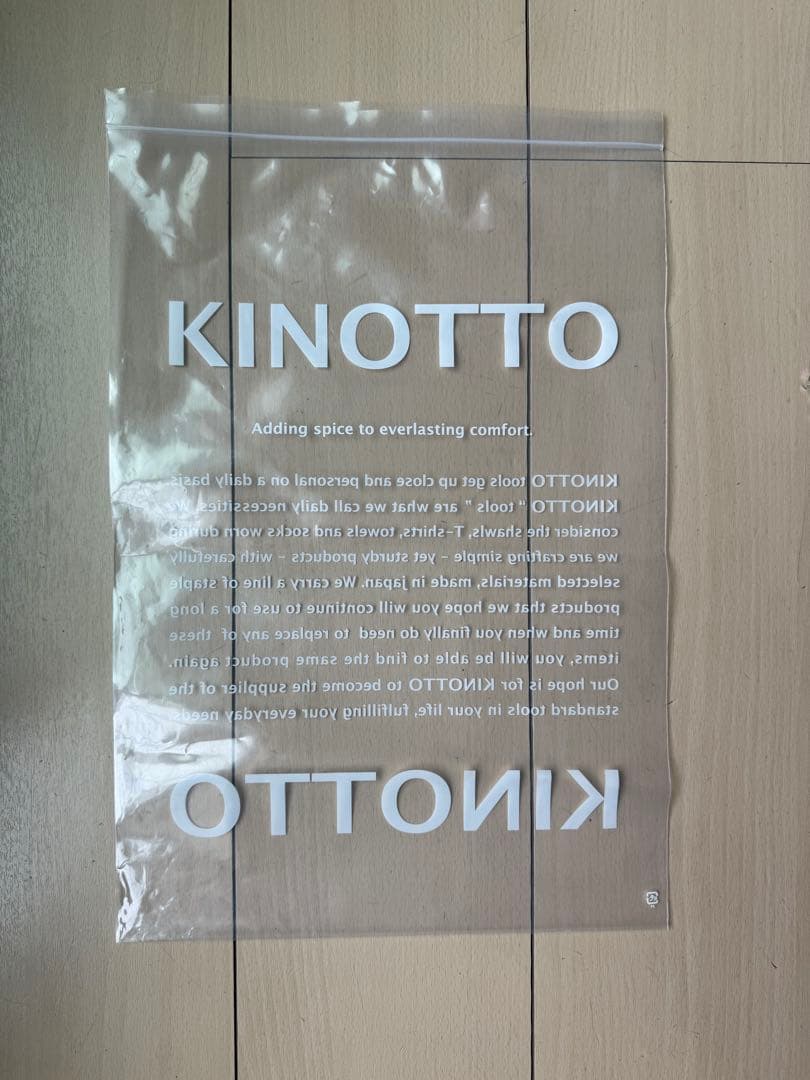 KINOTTO
Adding spice to everlasting comfort.
KINOTTO tools get up close and personal on a daily basis
KINOTTO “ tools ” are what we call daily necessities. We
consider the shawls, T-shirts, towels and socks worn during
we are crafting simple – yet sturdy products – with carefully
selected materials, made in japan. We carry a line of staple
products that we hope you will continue to use for a long
time and when you finally do need to replace any of these
items, you will be able to find the same product again.
Our hope is for KINOTTO to become the supplier of the
standard tools in your life, fulfilling your everyday needs.
KINOTTO